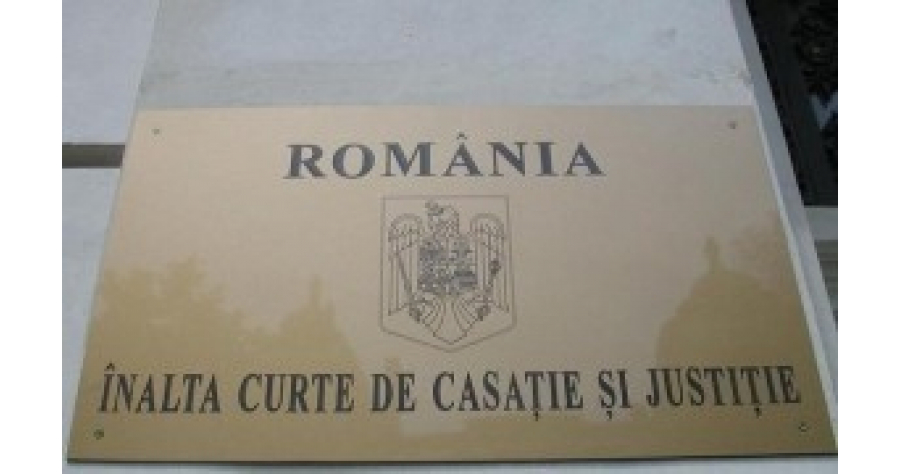 ROMÂNIA
ÎNALTA CURTE DE CASAȚIE ȘI JUSTIȚIE